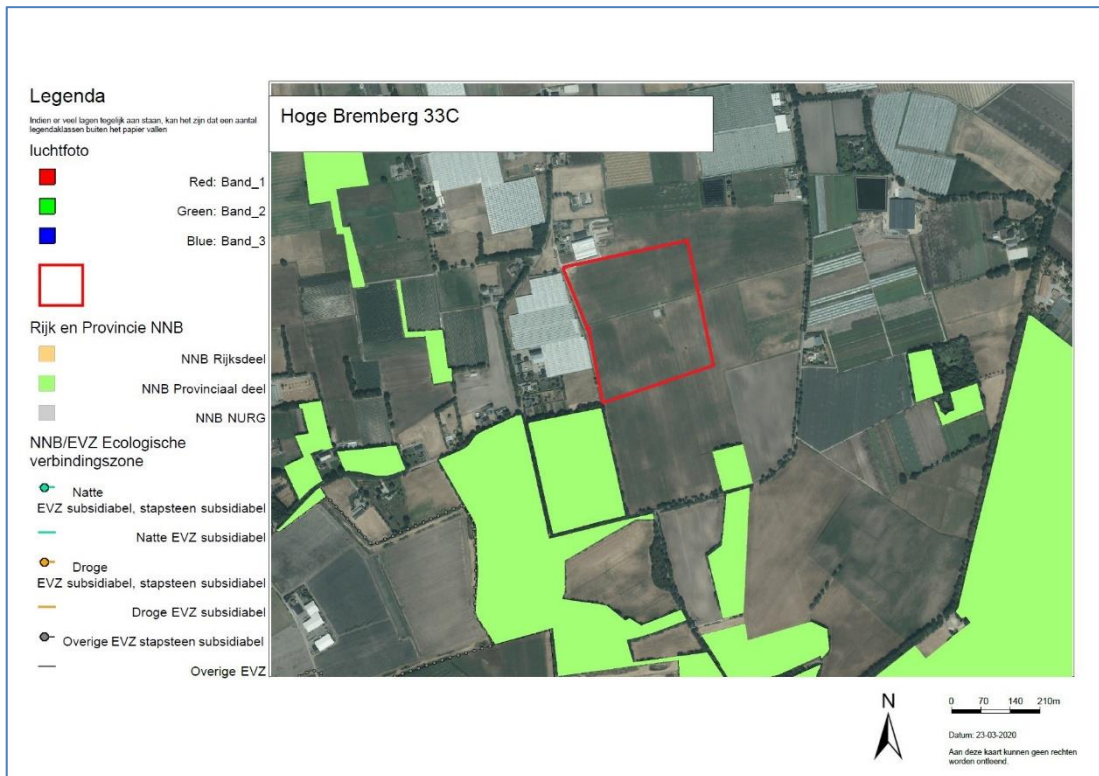 Legenda
Indien er veel lagen tegelijk aan staan, kan het zijn dat een aantal
legendaklassen buiten het papier vallen
luchtfoto
Red: Band_1
Green: Band_2
Blue: Band_3
Rijk en Provincie NNB
NNB Rijksdeel
NNB Provinciaal deel
NNB NURG
NNB/EVZ Ecologische
verbindingszone
Natte
EVZ subsidiabel, stapsteen subsidiabel
Natte EVZ subsidiabel
Droge
EVZ subsidiabel, stapsteen subsidiabel
Droge EVZ subsidiabel
Overige EVZ stapsteen subsidiabel
Overige EVZ
Hoge Bremberg 33C
N
0 70 140 210m
Datum: 23-03-2020
Aan deze kaart kunnen geen rechten
worden ontleend.